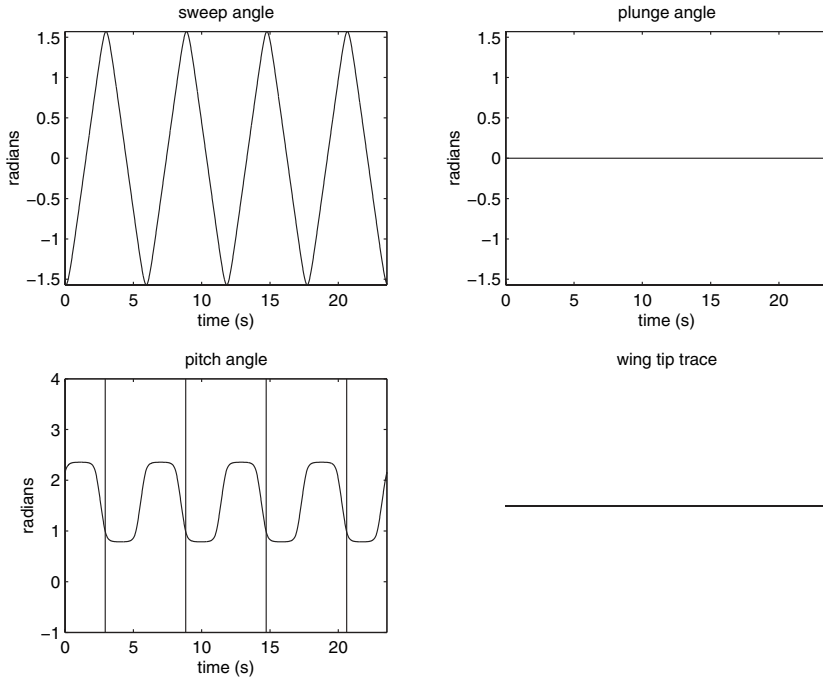 sweep angle
1.5
1
0.5
0
−0.5
−1
−1.5
radians
0 5 10 15 20
time (s)
plunge angle
1.5
1
0.5
0
−0.5
−1
−1.5
radians
0 5 10 15 20
time (s)
pitch angle
4
3
2
1
0
−1
radians
0 5 10 15 20
time (s)
wing tip trace